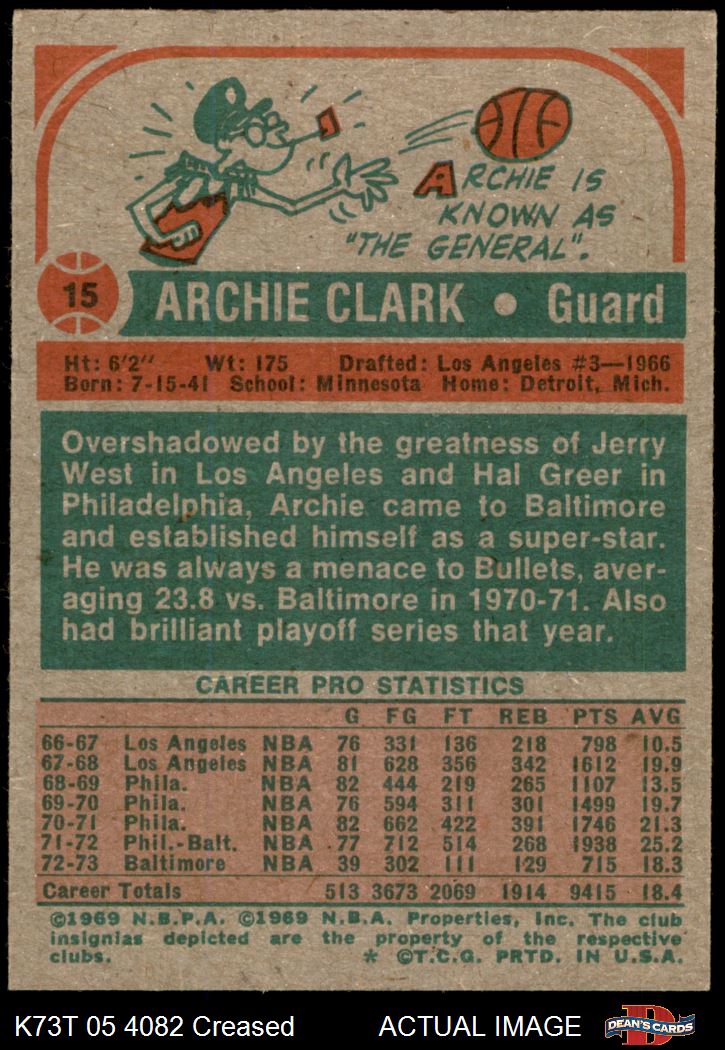 ARCHIE IS
KNOWN AS
"THE GENERAL".
15 ARCHIE CLARK • Guard
Ht: 6'2" Wt: 175 Drafted: Los Angeles #3—1966
Born: 7-15-41 School: Minnesota Home: Detroit, Mich.
Overshadowed by the greatness of Jerry
West in Los Angeles and Hal Greer in
Philadelphia, Archie came to Baltimore
and established himself as a super-star.
He was always a menace to Bullets, aver-
aging 23.8 vs. Baltimore in 1970-71. Also
had brilliant playoff series that year.
CAREER PRO STATISTICS
G FG FT REB PTS AVG
66-67 Los Angeles NBA 76 331 136 218 798 10.5
67-68 Los Angeles NBA 81 628 356 342 1612 19.9
68-69 Phila. NBA 82 444 219 265 1107 13.5
69-70 Phila. NBA 76 594 311 301 1499 19.7
70-71 Phila. NBA 82 662 422 391 1746 21.3
71-72 Phil.-Balt. NBA 77 712 514 268 1938 25.2
72-73 Baltimore NBA 39 302 111 129 715 18.3
Career Totals 513 3673 2069 1914 9415 18.4
©1969 N.B.P.A. ©1969 N.B.A. Properties, Inc. The club
insignias depicted are the property of the respective
clubs. * ©T.C.G. PRTD. IN U.S.A.
K73T 05 4082 Creased ACTUAL IMAGE
D
DEAN'S CARDS